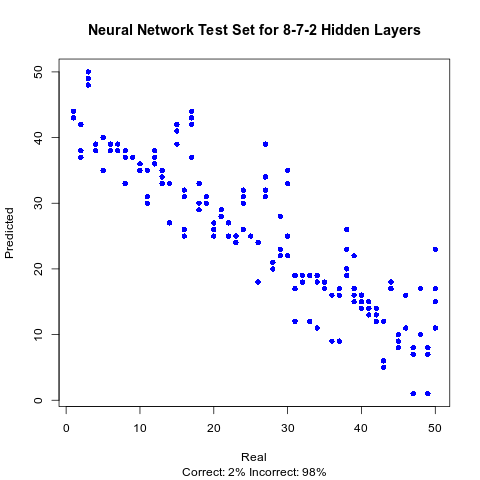 Neural Network Test Set for 8-7-2 Hidden Layers
Predicted
50
40
30
20
10
0
0 10 20 30 40 50
Real
Correct: 2% Incorrect: 98%